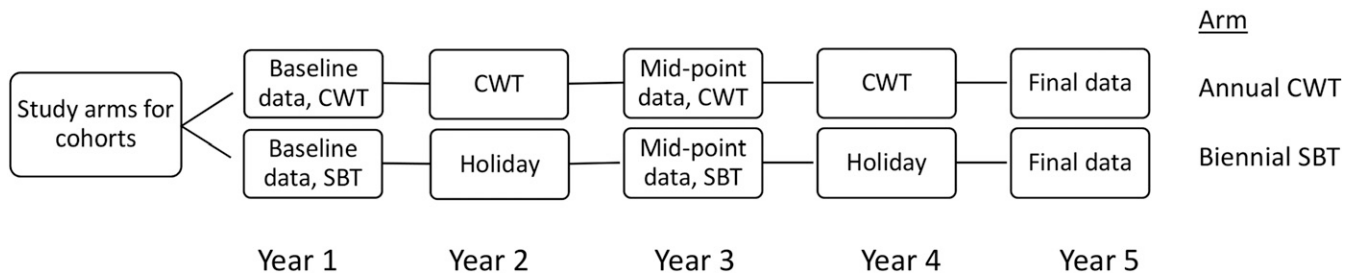 Arm
Study arms for
cohorts
Baseline
data, CWT
CWT
Mid-point
data, CWT
CWT
Final data
Annual CWT
Baseline
data, SBT
Holiday
Mid-point
data, SBT
Holiday
Final data
Biennial SBT
Year 1
Year 2
Year 3
Year 4
Year 5